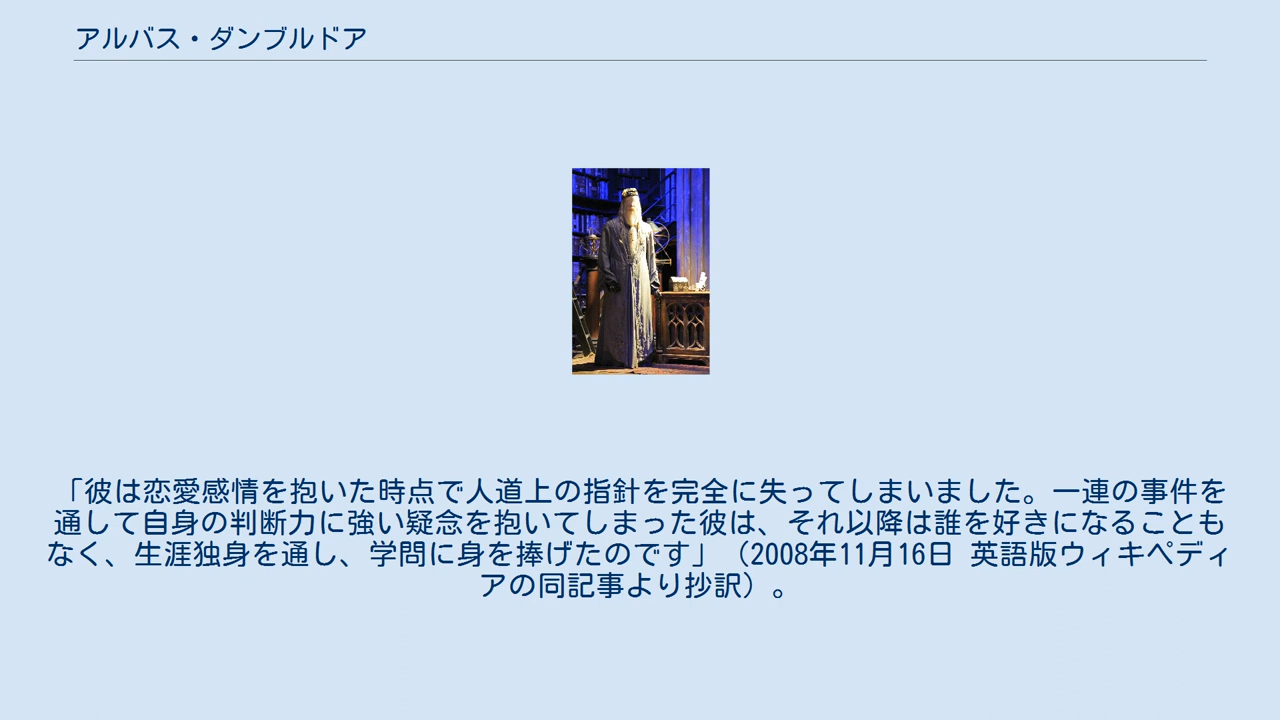 アルバス・ダンブルドア
「彼は恋愛感情を抱いた時点で人道上の指針を完全に失ってしまいました。一連の事件を
通して自身の判断力に強い疑念を抱いてしまった彼は、それ以降は誰を好きになることも
なく、生涯独身を通し、学問に身を捧げたのです」（2008年11月16日 英語版ウィキペディ
アの同記事より抄訳）。